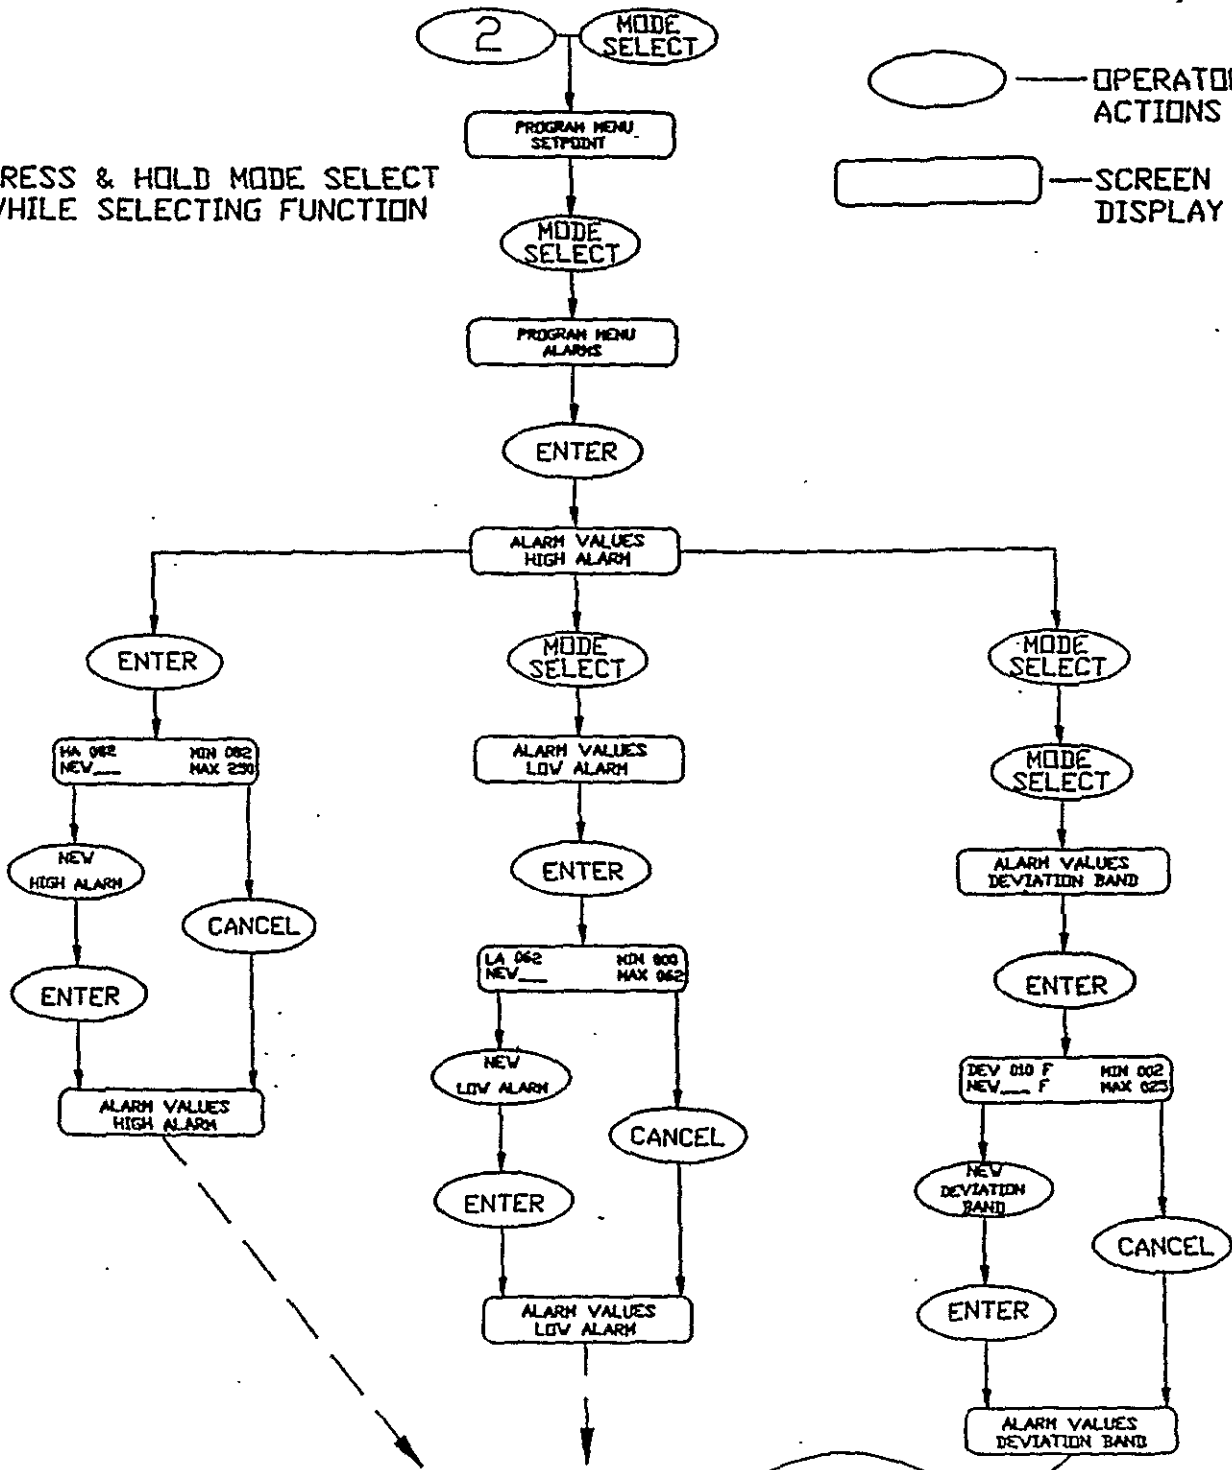 2
MODE
SELECT
OPERATO
ACTIONS
PROGRAM MENU
SETPOINT
RESS & HOLD MODE SELECT
WHILE SELECTING FUNCTION
SCREEN
DISPLAY
MODE
SELECT
PROGRAM MENU
ALARMS
ENTER
ALARM VALUES
HIGH ALARM
ENTER
MODE
SELECT
MODE
SELECT
HA 082 MIN 082
NEW___ MAX 250
ALARM VALUES
LOW ALARM
MODE
SELECT
NEW
HIGH ALARM
ENTER
ALARM VALUES
DEVIATION BAND
CANCEL
LA 062 MIN 000
NEW___ MAX 062
ENTER
ENTER
NEW
LOW ALARM
DEV 010 F MIN 002
NEW___ F MAX 025
ALARM VALUES
HIGH ALARM
CANCEL
NEW
DEVIATION
BAND
ENTER
CANCEL
ALARM VALUES
LOW ALARM
ENTER
ALARM VALUES
DEVIATION BAND